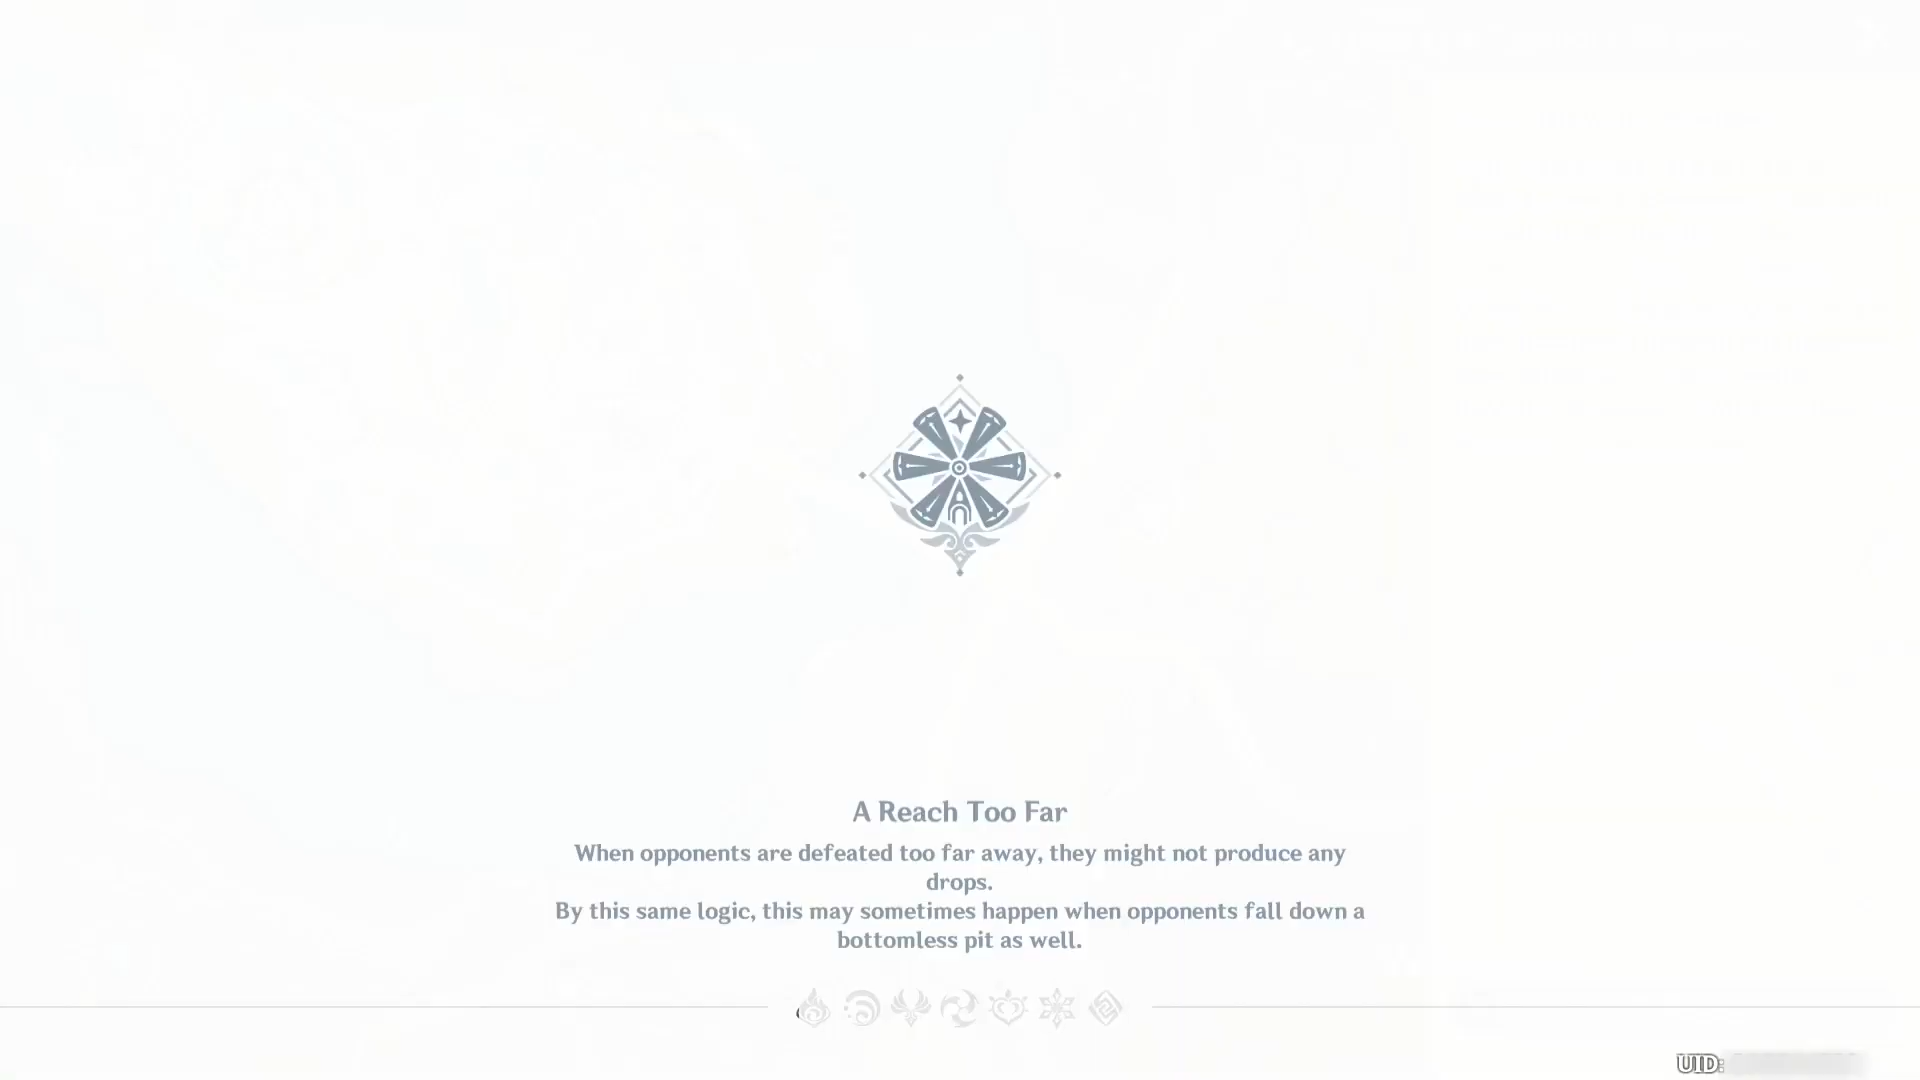 A Reach Too Far
When opponents are defeated too far away, they might not produce any
drops.
By this same logic, this may sometimes happen when opponents fall down a
bottomless pit as well.
UID: